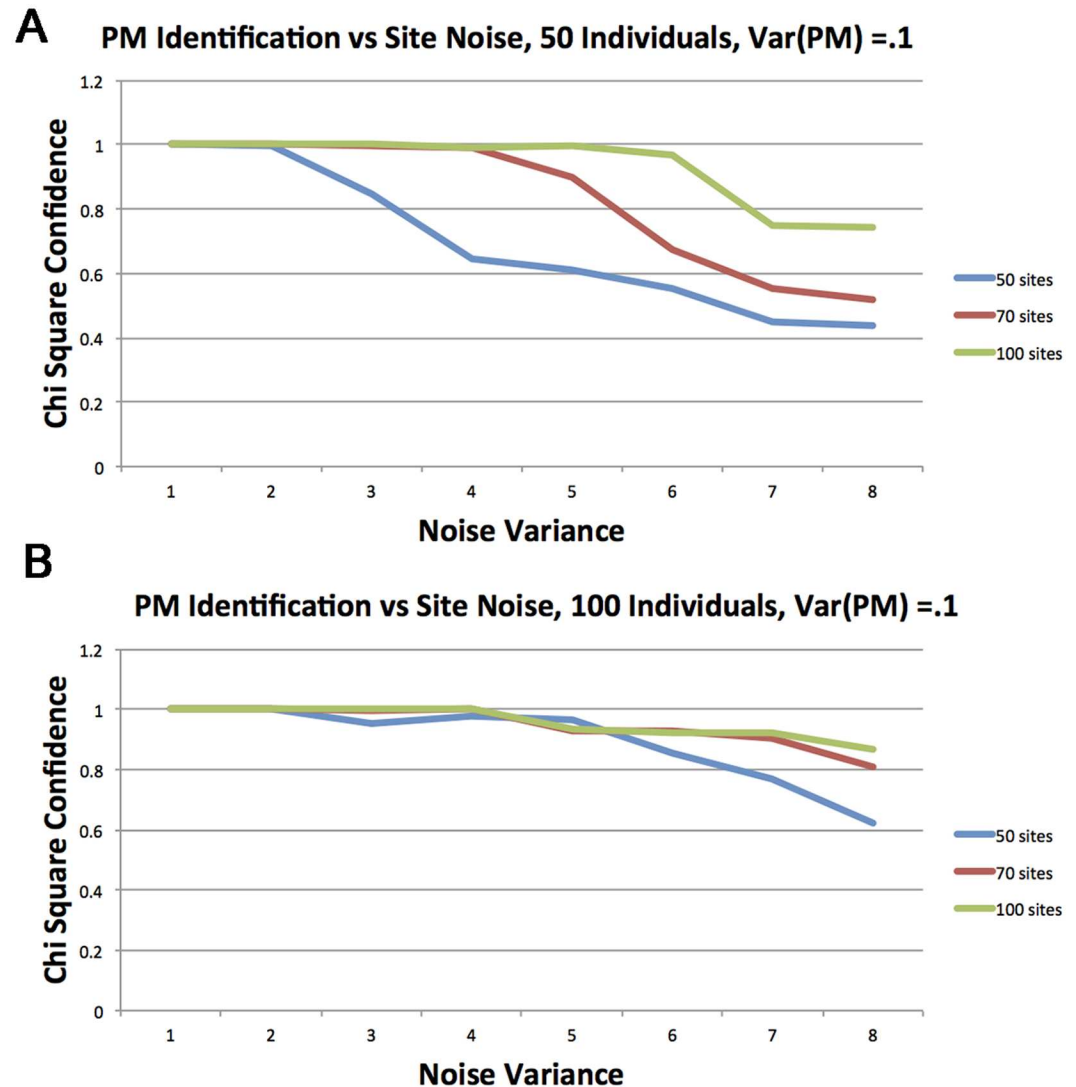 A
PM Identification vs Site Noise, 50 Individuals, Var(PM) =.1
Chi Square Confidence
1.2
1
0.8
0.6
0.4
0.2
0
1 2 3 4 5 6 7 8
Noise Variance
50 sites
70 sites
100 sites
B
PM Identification vs Site Noise, 100 Individuals, Var(PM) =.1
Chi Square Confidence
1.2
1
0.8
0.6
0.4
0.2
0
1 2 3 4 5 6 7 8
Noise Variance
50 sites
70 sites
100 sites